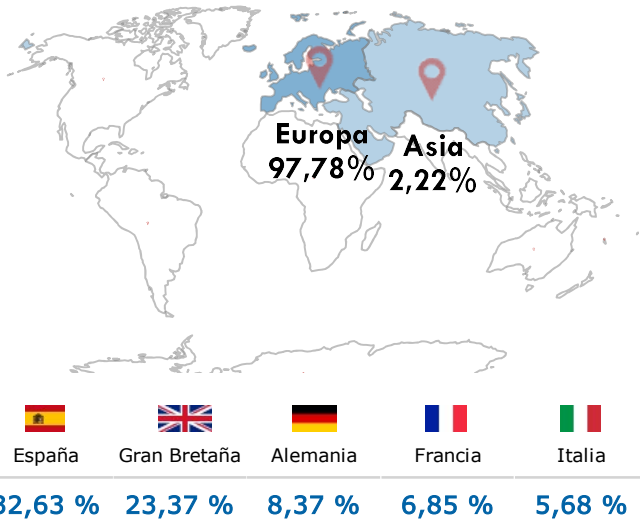 Europa
97,78%
Asia
2,22%
España Gran Bretaña Alemania Francia Italia
32,63 % 23,37 % 8,37 % 6,85 % 5,68 %